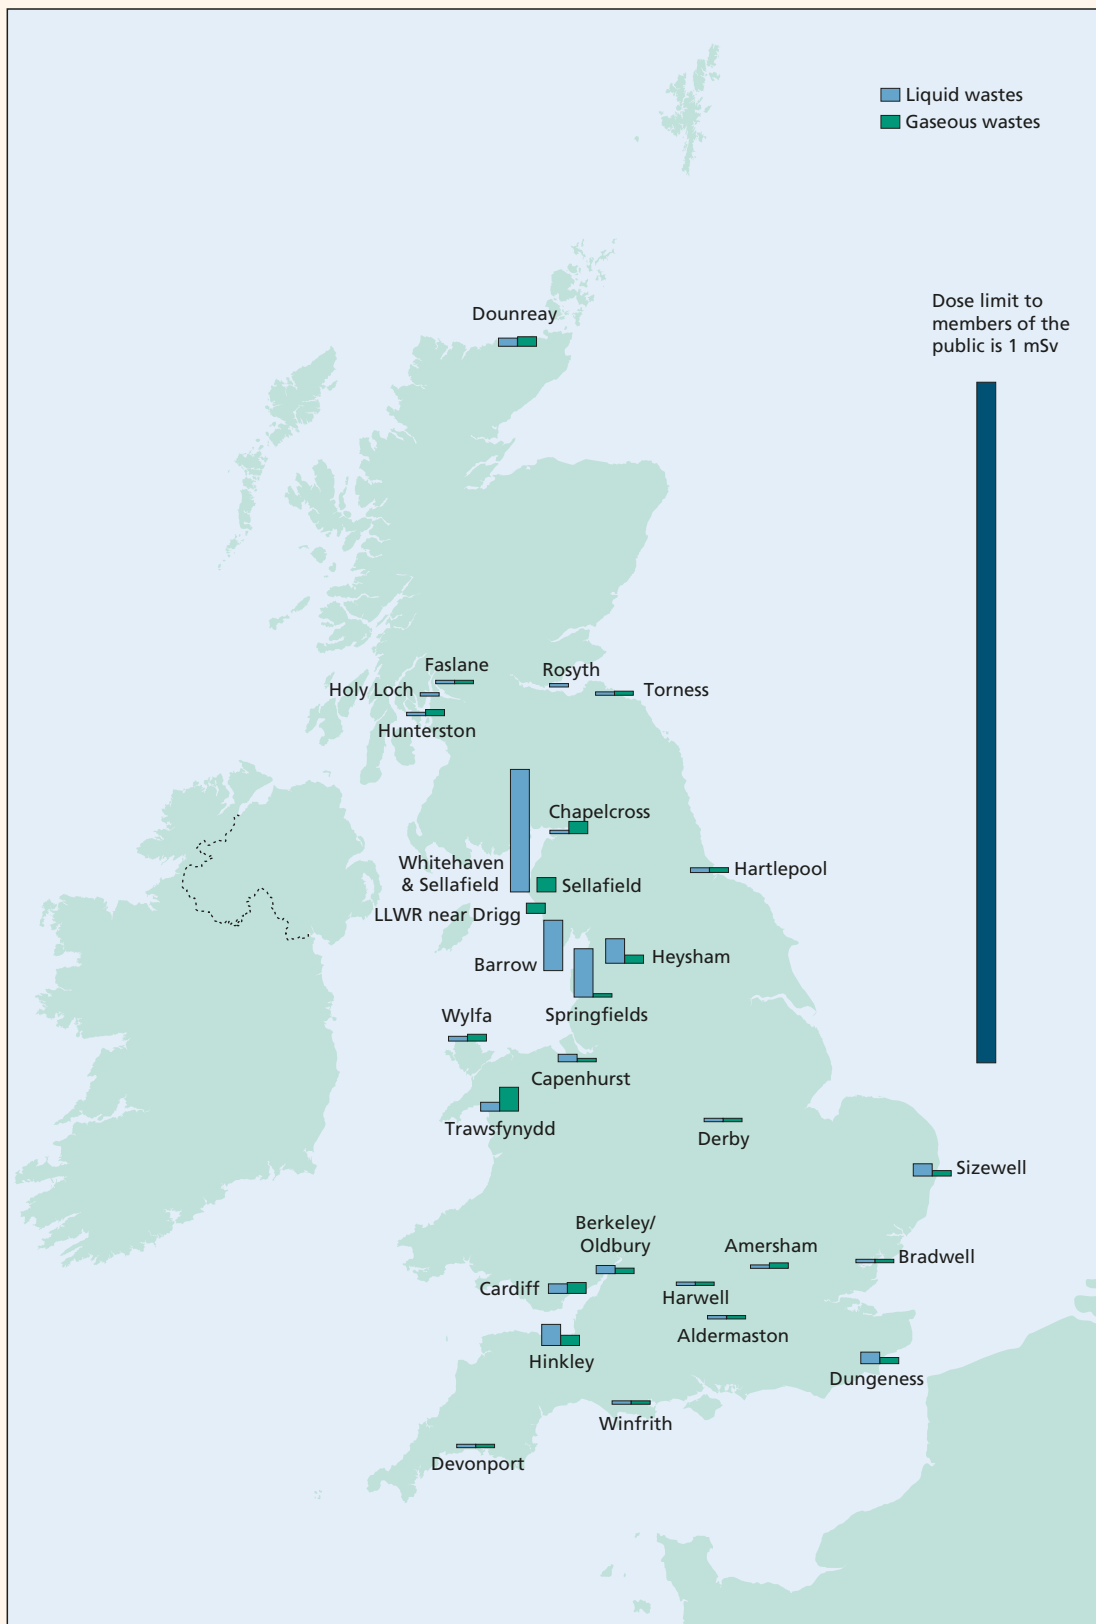 Liquid wastes
Gaseous wastes
Dose limit to
members of the
public is 1 mSv
Dounreay
Faslane
Rosyth
Holy Loch
Torness
Hunterston
Chapelcross
Whitehaven
& Sellafield
Sellafield
Hartlepool
LLWR near Drigg
Barrow
Heysham
Springfields
Wylfa
Capenhurst
Trawsfynydd
Derby
Sizewell
Berkeley/
Oldbury
Amersham
Bradwell
Cardiff
Harwell
Aldermaston
Hinkley
Dungeness
Winfrith
Devonport